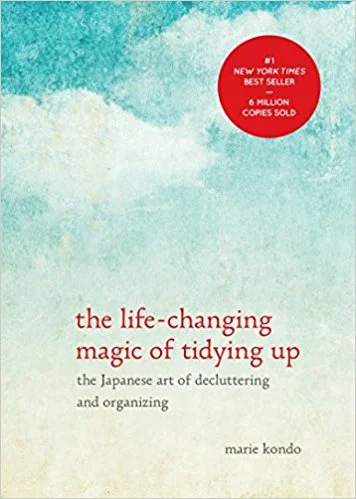 #1
NEW YORK TIMES
BEST SELLER
—
6 MILLION
COPIES SOLD
the life-changing
magic of tidying up
the Japanese art of decluttering
and organizing
marie kondo